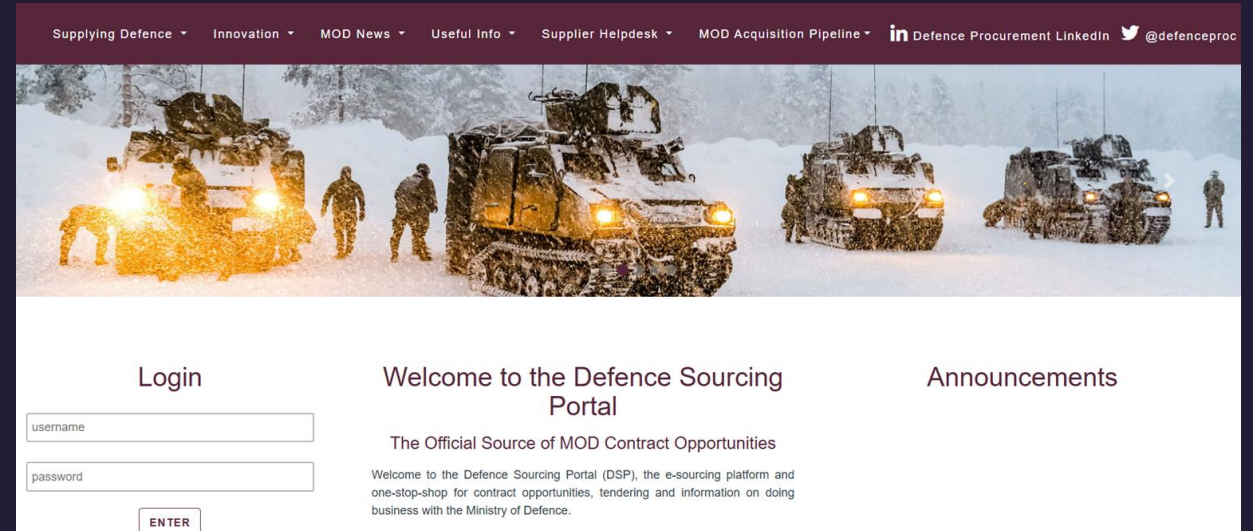 Supplying Defence Innovation MOD News Useful Info Supplier Helpdesk MOD Acquisition Pipeline in Defence Procurement LinkedIn @defenceproc
Login
username
password
ENTER
Welcome to the Defence Sourcing
Portal
The Official Source of MOD Contract Opportunities
Welcome to the Defence Sourcing Portal (DSP), the e-sourcing platform and
one-stop-shop for contract opportunities, tendering and information on doing
business with the Ministry of Defence.
Announcements